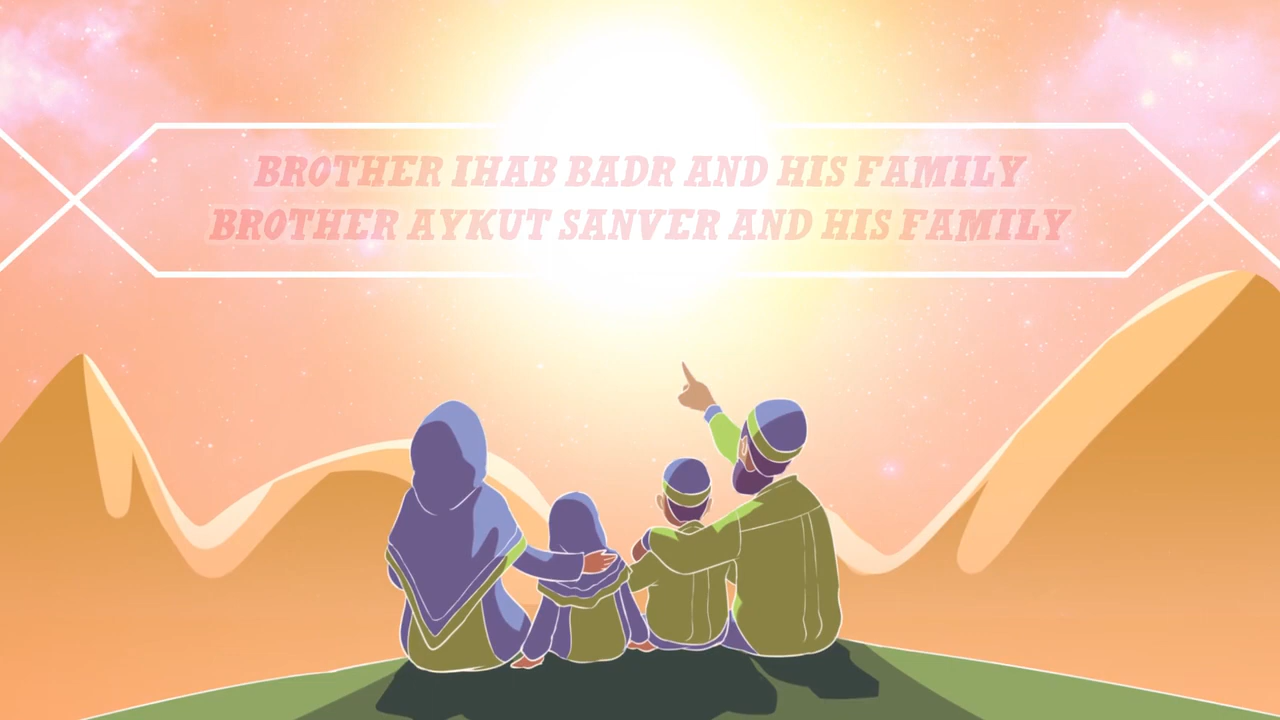 BROTHER IHAB BADR AND HIS FAMILY
BROTHER AYKUT SANVER AND HIS FAMILY